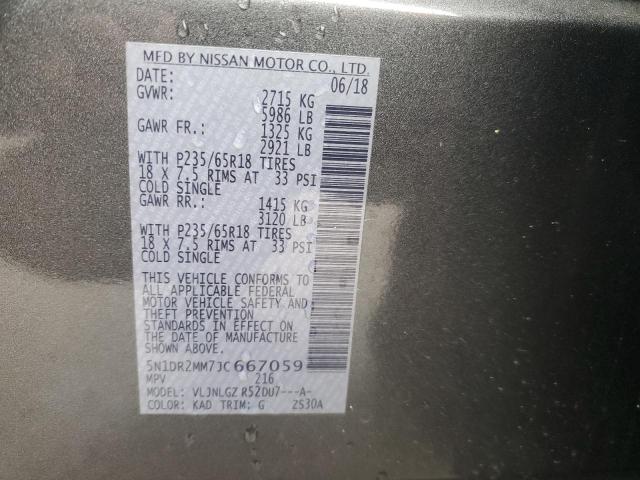 MFD BY NISSAN MOTOR CO., LTD.
DATE: 06/18
GVWR: 2715 KG
5986 LB
GAWR FR.: 1325 KG
2921 LB
WITH P235/65R18 TIRES
18 X 7.5 RIMS AT 33 PSI
COLD SINGLE
GAWR RR.: 1415 KG
3120 LB
WITH P235/65R18 TIRES
18 X 7.5 RIMS AT 33 PSI
COLD SINGLE
THIS VEHICLE CONFORMS TO
ALL APPLICABLE FEDERAL
MOTOR VEHICLE SAFETY AND
THEFT PREVENTION
STANDARDS IN EFFECT ON
THE DATE OF MANUFACTURE
SHOWN ABOVE.
5N1DR2MM7JC667059
MPV 216
MODEL: VLJNLGZ R52DU7---A-
COLOR: KAD TRIM: G 2S30A